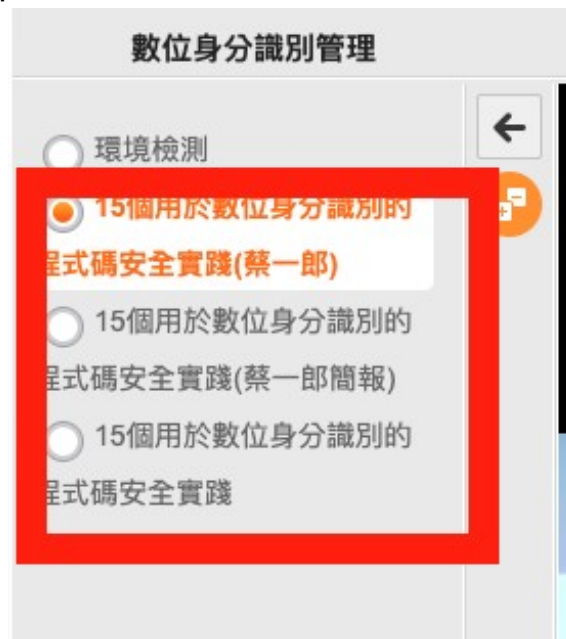 數位身分識別管理
環境檢測
15個用於數位身分識別的
程式碼安全實踐(蔡一郎)
15個用於數位身分識別的
程式碼安全實踐(蔡一郎簡報)
15個用於數位身分識別的
程式碼安全實踐